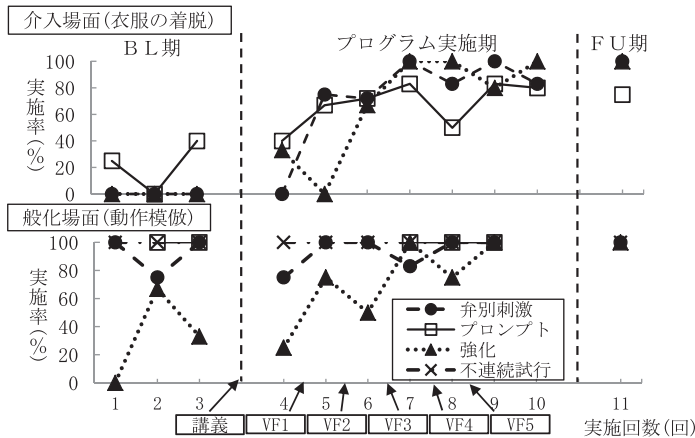 介入場面(衣服の着脱)
BL期
プログラム実施期
FU期
実施率(%)
100
80
60
40
20
0
般化場面(動作模倣)
実施率(%)
100
80
60
40
20
0
弁別刺激
プロンプト
強化
不連続試行
1 2 3 4 5 6 7 8 9 10 11
講義 VF1 VF2 VF3 VF4 VF5
実施回数(回)